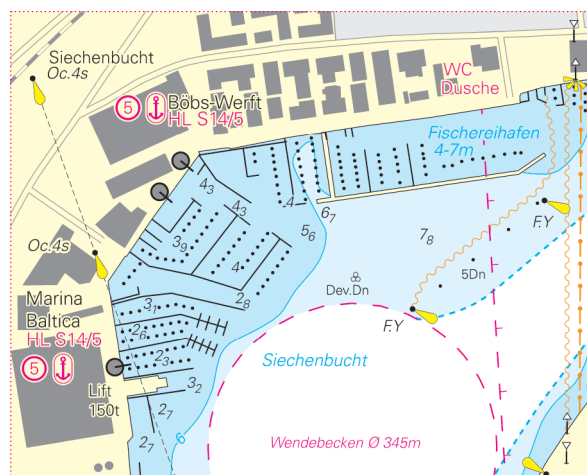 Siechenbucht
Oc.4s
WC
Dusche
5
Böbs-Werft
HL S14/5
Fischereihafen
4-7m
4₃
4₃
4
6₇
3₉
5₆
7₈
F.Y
Oc.4s
4
5Dn
Dev.Dn
2₈
Marina
Baltica
HL S14/5
5
3₁
2₆
2₃
F.Y
Siechenbucht
Lift
150t
3₂
2₇
2₇
6
Wendebecken Ø 345m